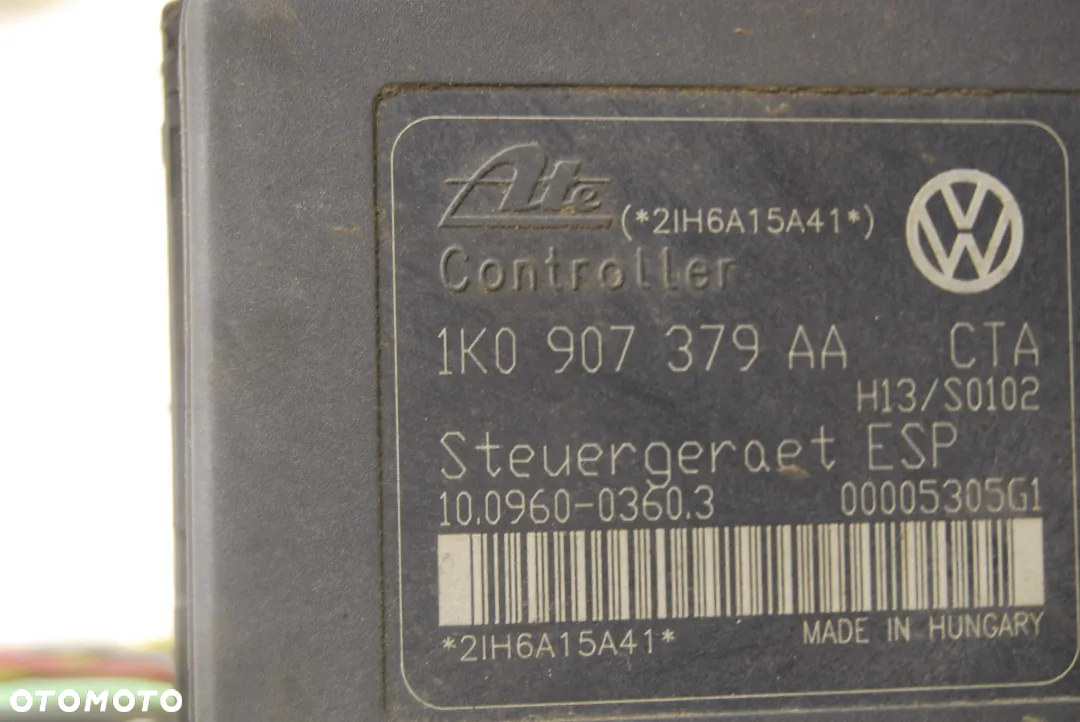 Ate (*2IH6A15A41*)
Controller
1K0 907 379 AA CTA
H13/S0102
Steuergeraet ESP
10.0960-0360.3 00005305G1
*2IH6A15A41* MADE IN HUNGARY
OTOMOTO